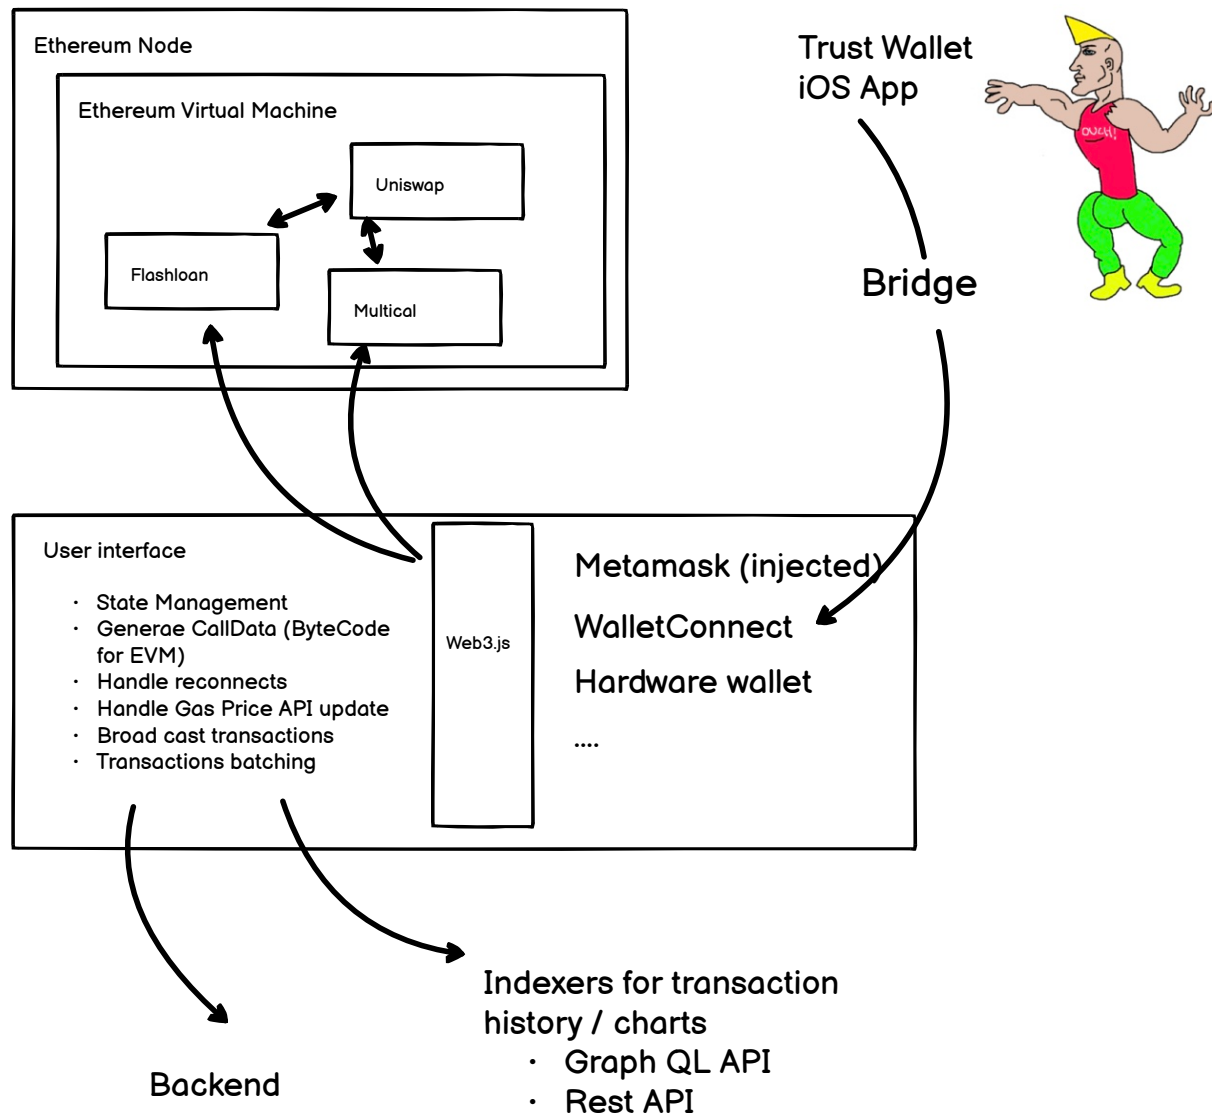 Ethereum Node
Ethereum Virtual Machine
Uniswap
Flashloan
Multical
Trust Wallet
iOS App
OUCH!
Bridge
User interface
· State Management
· Generae CallData (ByteCode
for EVM)
· Handle reconnects
· Handle Gas Price API update
· Broad cast transactions
· Transactions batching
Web3.js
Metamask (injected)
WalletConnect
Hardware wallet
....
Backend
Indexers for transaction
history / charts
· Graph QL API
· Rest API